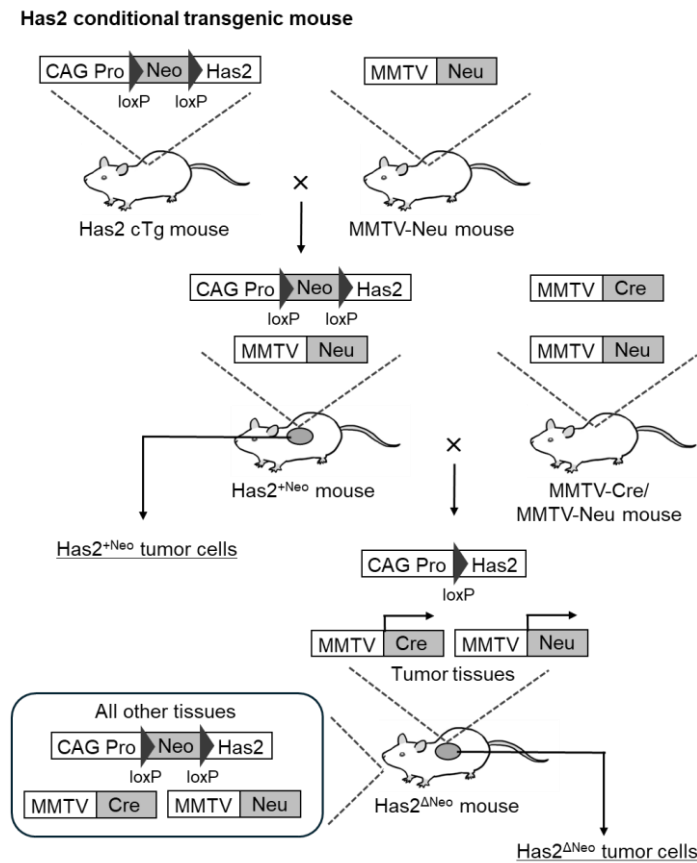 Has2 conditional transgenic mouse
CAG Pro Neo Has2
loxP loxP
MMTV Neu
Has2 cTg mouse
×
MMTV-Neu mouse
CAG Pro Neo Has2
loxP loxP
MMTV Neu
MMTV Cre
MMTV Neu
Has2+Neo mouse
×
MMTV-Cre/
MMTV-Neu mouse
Has2+Neo tumor cells
CAG Pro Has2
loxP
MMTV Cre MMTV Neu
Tumor tissues
All other tissues
CAG Pro Neo Has2
loxP loxP
MMTV Cre MMTV Neu
Has2ΔNeo mouse
Has2ΔNeo tumor cells